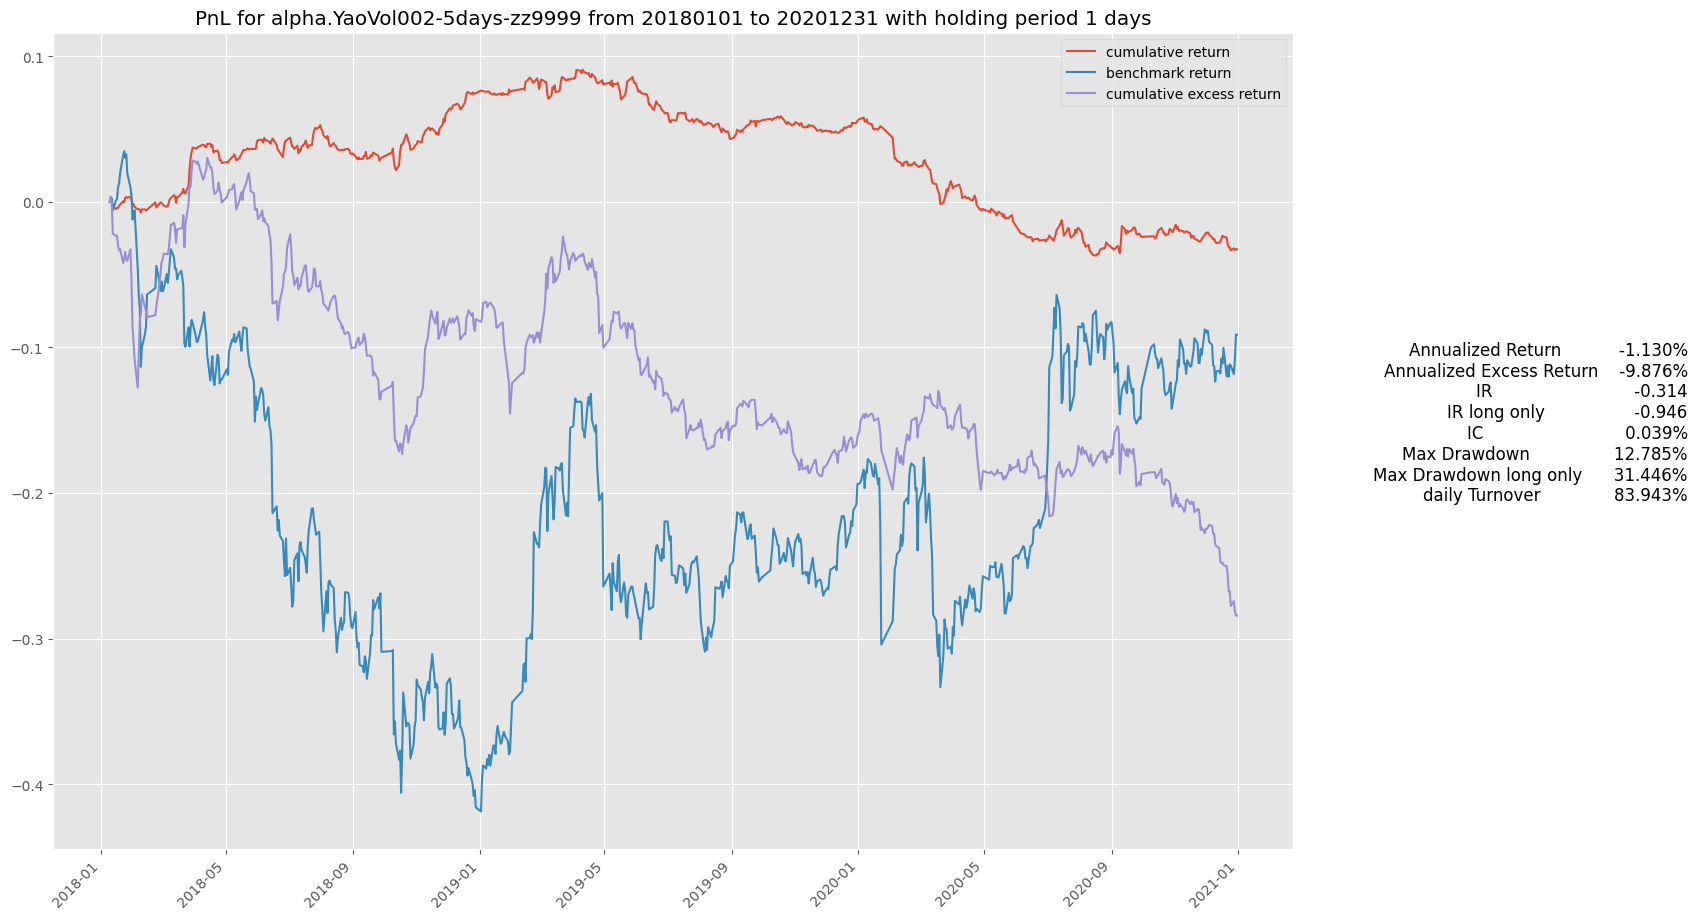 PnL for alpha.YaoVol002-5days-zz9999 from 20180101 to 20201231 with holding period 1 days
cumulative return
benchmark return
cumulative excess return
0.1
0.0
−0.1
−0.2
−0.3
−0.4
2018-01
2018-05
2018-09
2019-01
2019-05
2019-09
2020-01
2020-05
2020-09
2021-01
Annualized Return -1.130%
Annualized Excess Return -9.876%
IR -0.314
IR long only -0.946
IC 0.039%
Max Drawdown 12.785%
Max Drawdown long only 31.446%
daily Turnover 83.943%